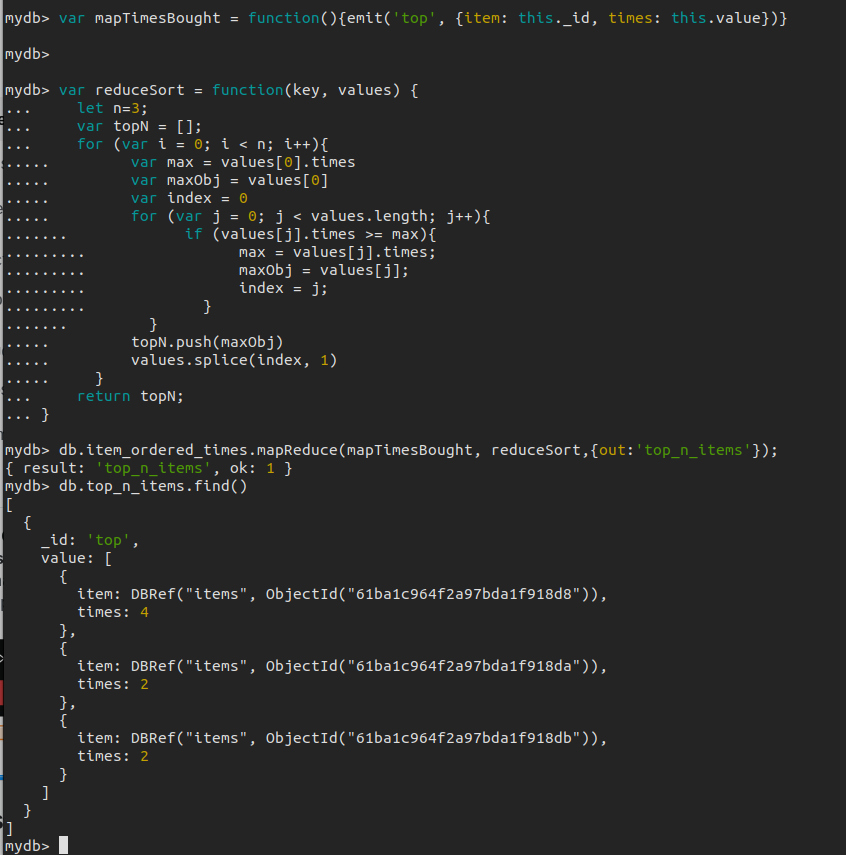 mydb> var mapTimesBought = function(){emit('top', {item: this._id, times: this.value})}
mydb>
mydb> var reduceSort = function(key, values) {
...     let n=3;
...     var topN = [];
...     for (var i = 0; i < n; i++){
.....         var max = values[0].times
.....         var maxObj = values[0]
.....         var index = 0
.....         for (var j = 0; j < values.length; j++){
.......             if (values[j].times >= max){
.........                 max = values[j].times;
.........                 maxObj = values[j];
.........                 index = j;
.........             }
.......         }
.....         topN.push(maxObj)
.....         values.splice(index, 1)
.....     }
...     return topN;
... }
mydb> db.item_ordered_times.mapReduce(mapTimesBought, reduceSort,{out:'top_n_items'});
{ result: 'top_n_items', ok: 1 }
mydb> db.top_n_items.find()
[
  {
    _id: 'top',
    value: [
      {
        item: DBRef("items", ObjectId("61ba1c964f2a97bda1f918d8")),
        times: 4
      },
      {
        item: DBRef("items", ObjectId("61ba1c964f2a97bda1f918da")),
        times: 2
      },
      {
        item: DBRef("items", ObjectId("61ba1c964f2a97bda1f918db")),
        times: 2
      }
    ]
  }
]
mydb>